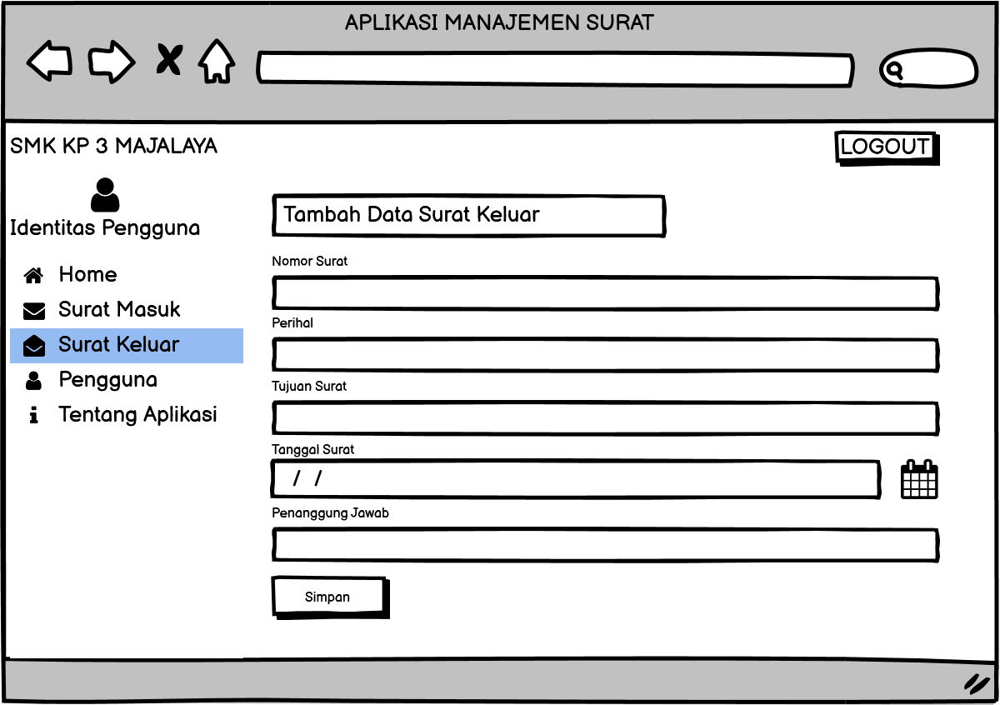 APLIKASI MANAJEMEN SURAT
SMK KP 3 MAJALAYA
LOGOUT
Identitas Pengguna
Home
Surat Masuk
Surat Keluar
Pengguna
Tentang Aplikasi
Tambah Data Surat Keluar
Nomor Surat
Perihal
Tujuan Surat
Tanggal Surat
/ /
Penanggung Jawab
Simpan